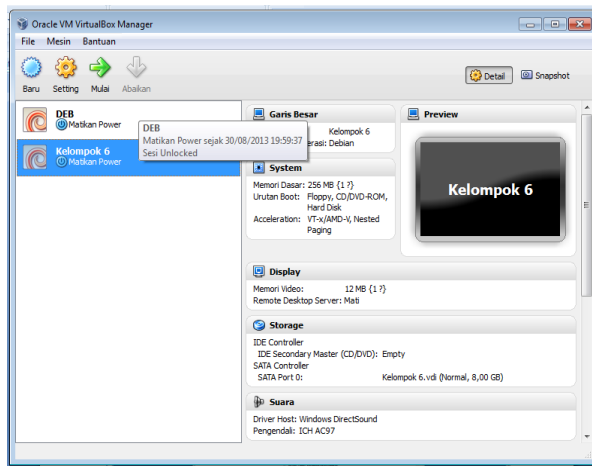 Oracle VM VirtualBox Manager
File Mesin Bantuan
Baru Setting Mulai Abaikan
Detail Snapshot
DEB
Matikan Power
Kelompok 6
Matikan Power
DEB
Matikan Power sejak 30/08/2013 19:59:37
Sesi Unlocked
Garis Besar
Kelompok 6
erasi: Debian
System
Memori Dasar: 256 MB {1 ?}
Urutan Boot: Floppy, CD/DVD-ROM,
Hard Disk
Acceleration: VT-x/AMD-V, Nested
Paging
Preview
Kelompok 6
Display
Memori Video: 12 MB {1 ?}
Remote Desktop Server: Mati
Storage
IDE Controller
IDE Secondary Master (CD/DVD): Empty
SATA Controller
SATA Port 0: Kelompok 6.vdi (Normal, 8,00 GB)
Suara
Driver Host: Windows DirectSound
Pengendali: ICH AC97